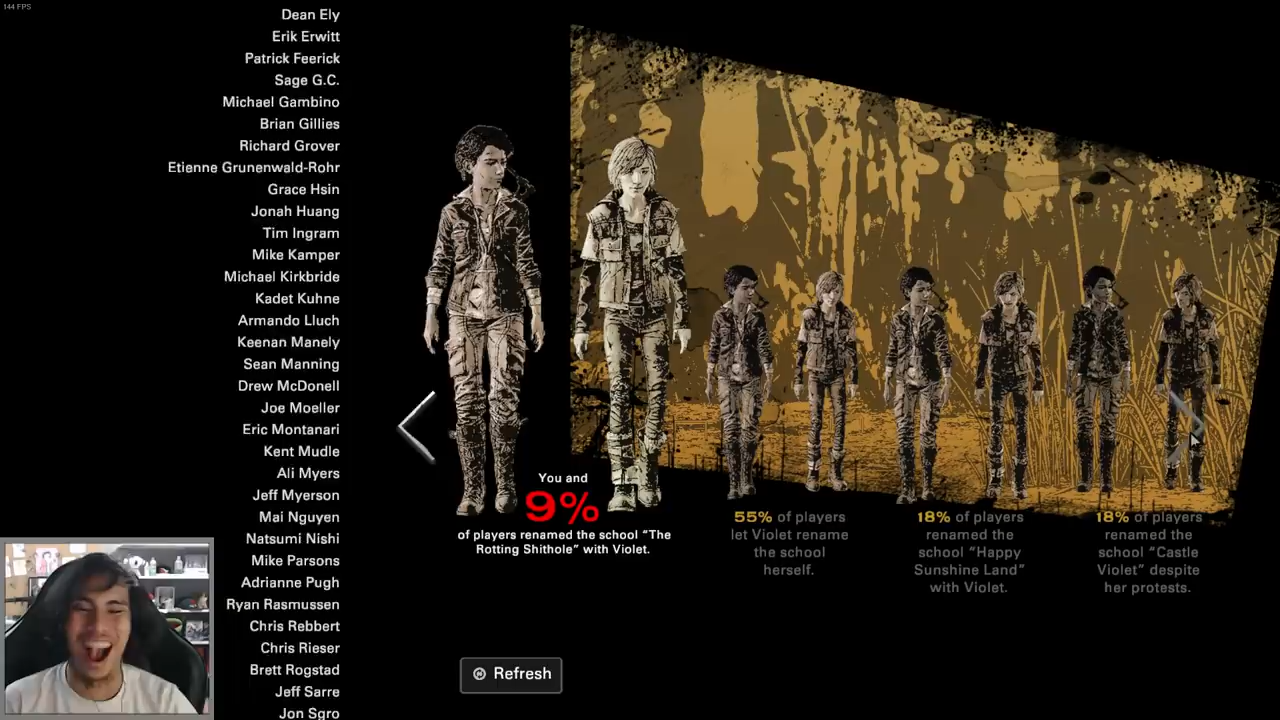 144 FPS
Dean Ely
Erik Erwitt
Patrick Feerick
Sage G.C.
Michael Gambino
Brian Gillies
Richard Grover
Etienne Grunenwald-Rohr
Grace Hsin
Jonah Huang
Tim Ingram
Mike Kamper
Michael Kirkbride
Kadet Kuhne
Armando Lluch
Keenan Manely
Sean Manning
Drew McDonell
Joe Moeller
Eric Montanari
Kent Mudle
Ali Myers
Jeff Myerson
Mai Nguyen
Natsumi Nishi
Mike Parsons
Adrianne Pugh
Ryan Rasmussen
Chris Rebbert
Chris Rieser
Brett Rogstad
Jeff Sarre
Jon Sgro
You and
9%
of players renamed the school “The
Rotting Shithole” with Violet.
55% of players
let Violet rename
the school
herself.
18% of players
renamed the
school “Happy
Sunshine Land”
with Violet.
18% of players
renamed the
school “Castle
Violet” despite
her protests.
Refresh